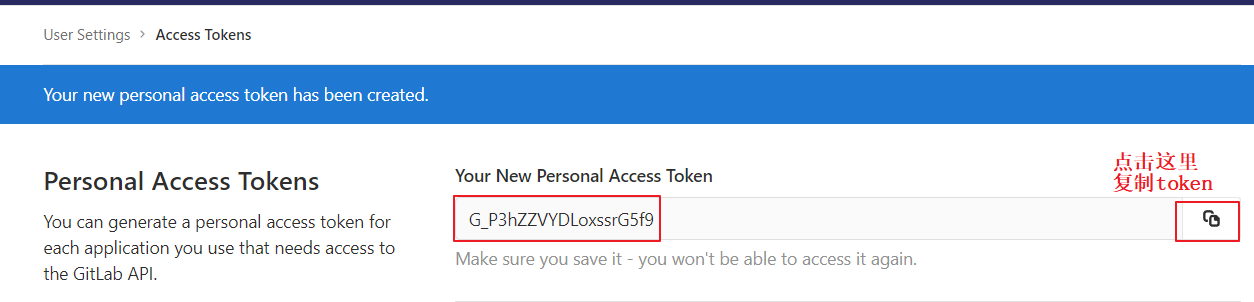 User Settings > Access Tokens
Your new personal access token has been created.
Personal Access Tokens
You can generate a personal access token for
each application you use that needs access to
the GitLab API.
Your New Personal Access Token
G_P3hZZVYDLoxssrG5f9
Make sure you save it - you won't be able to access it again.
点击这里
复制token